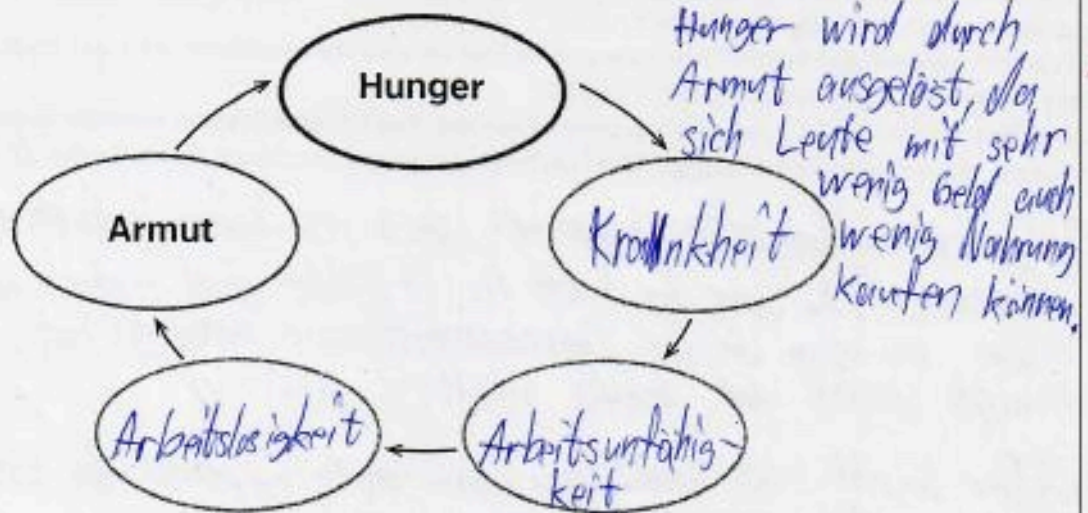 Hunger
Hunger wird durch
Armut ausgelöst, da
sich Leute mit sehr
wenig Geld auch
wenig Nahrung
kaufen können.
Armut
Krankheit
Arbeitslosigkeit
Arbeitsunfähig-
keit